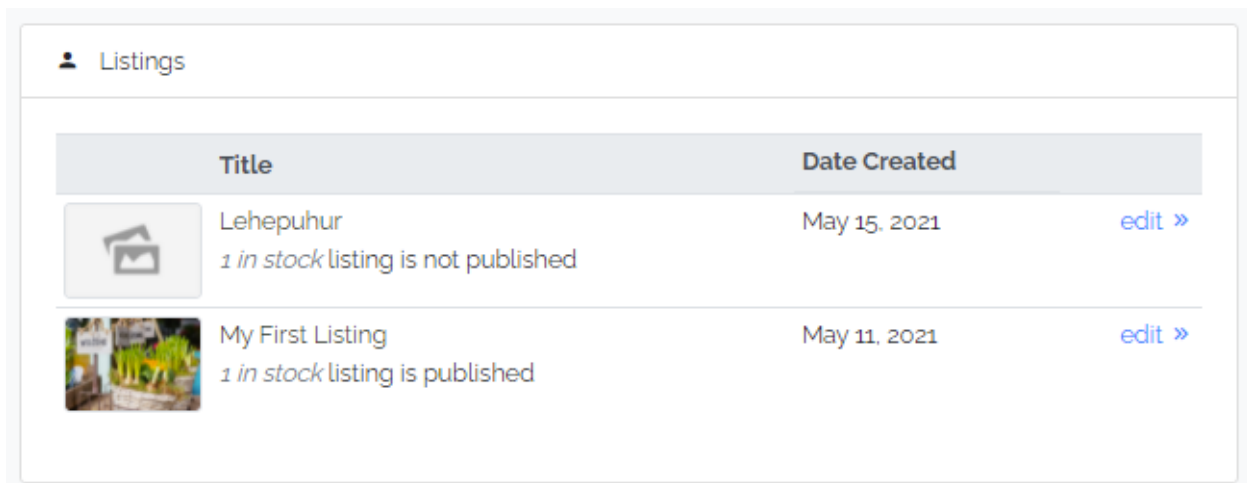 Listings
Title Date Created
Lehepuhur May 15, 2021 edit »
1 in stock listing is not published
My First Listing May 11, 2021 edit »
1 in stock listing is published